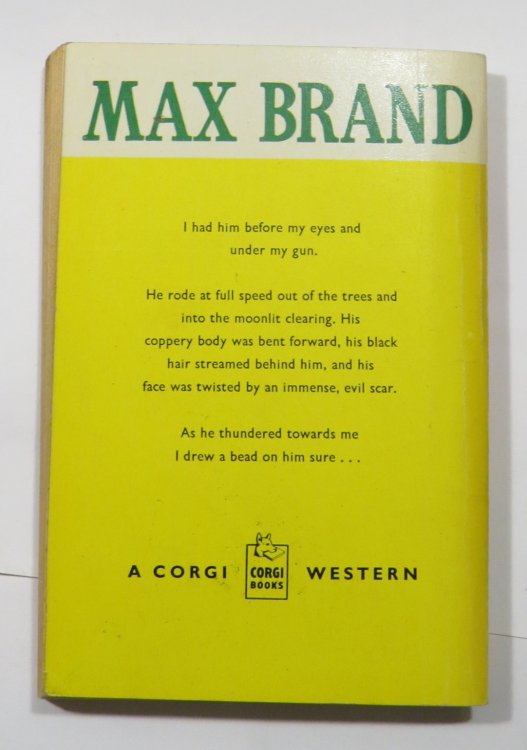 MAX BRAND
I had him before my eyes and
under my gun.
He rode at full speed out of the trees and
into the moonlit clearing. His
coppery body was bent forward, his black
hair streamed behind him, and his
face was twisted by an immense, evil scar.
As he thundered towards me
I drew a bead on him sure . . .
A CORGI
CORGI
BOOKS
WESTERN